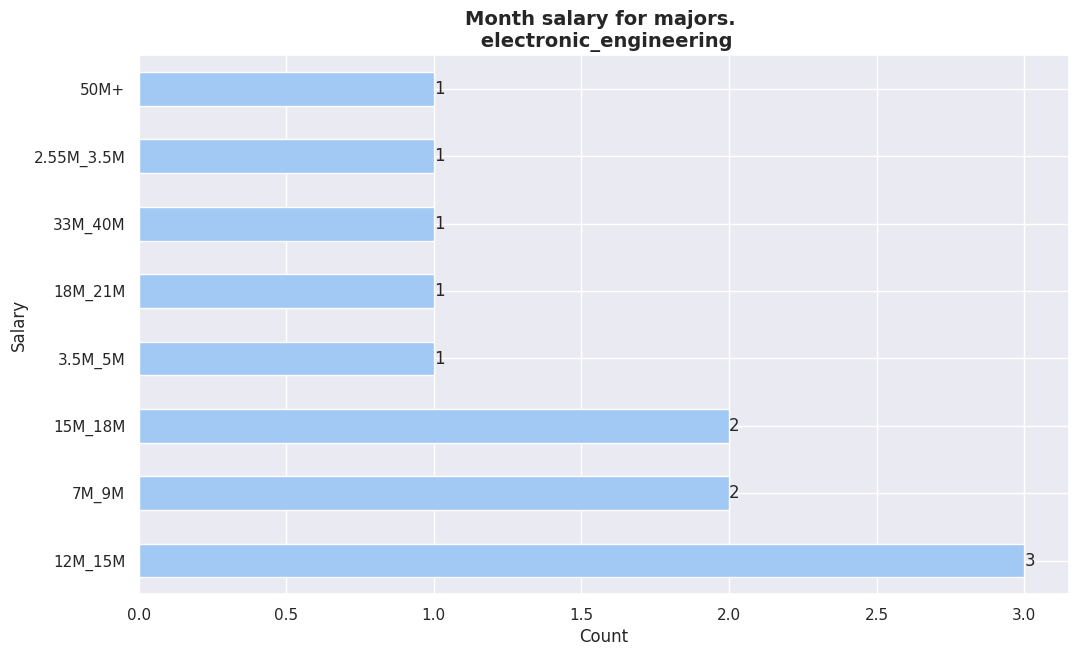 Month salary for majors.
electronic_engineering
Salary
50M+
1
2.55M_3.5M
1
33M_40M
1
18M_21M
1
3.5M_5M
1
15M_18M
2
7M_9M
2
12M_15M
3
0.0
0.5
1.0
1.5
2.0
2.5
3.0
Count